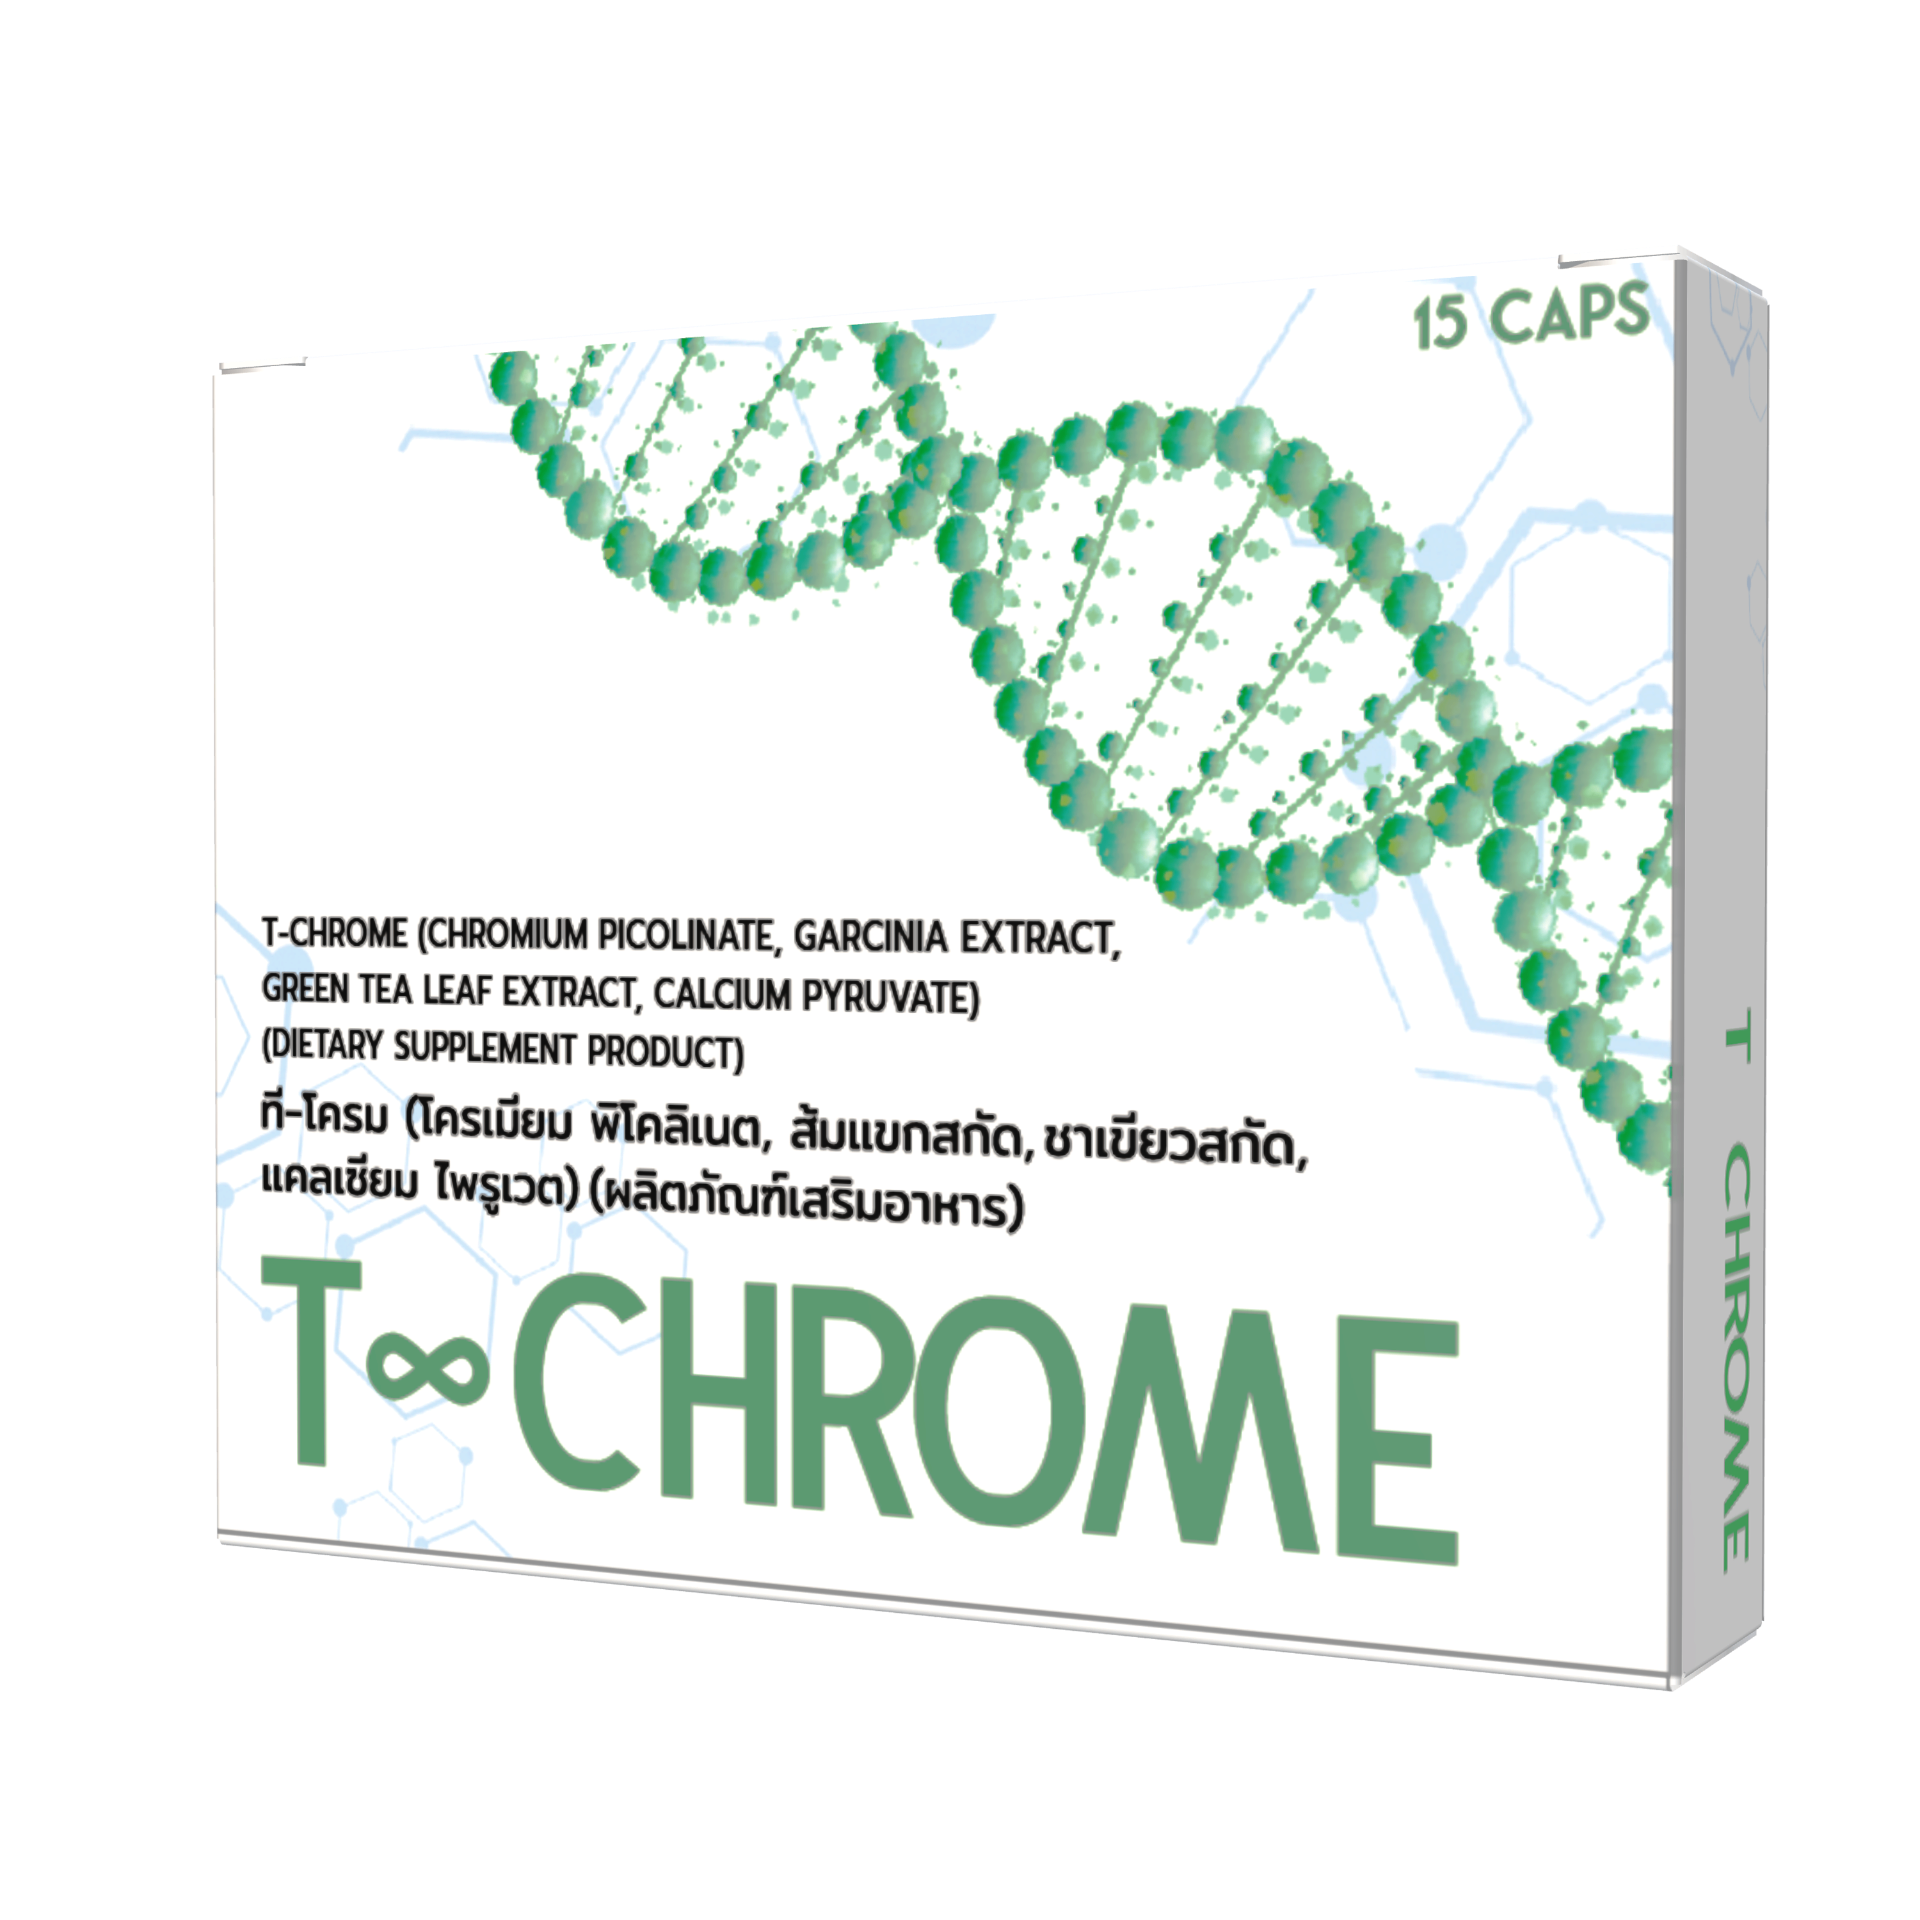 15 CAPS
T-CHROME (CHROMIUM PICOLINATE, GARCINIA EXTRACT,
GREEN TEA LEAF EXTRACT, CALCIUM PYRUVATE)
(DIETARY SUPPLEMENT PRODUCT)
ที-โครม (โครเมียม พิโคลิเนต, ส้มแขกสกัด, ชาเขียวสกัด,
แคลเซียม ไพรูเวต) (ผลิตภัณฑ์เสริมอาหาร)
T∞CHROME
T CHROME